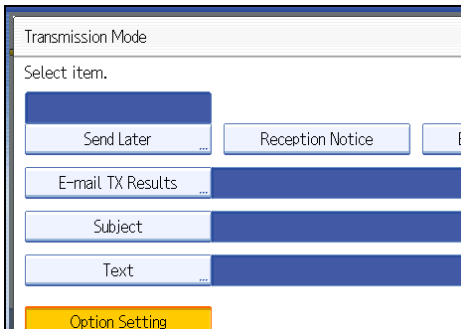 Transmission Mode
Select item.
Send Later ...
Reception Notice
E-mail TX Results ...
Subject
Text ...
Option Setting